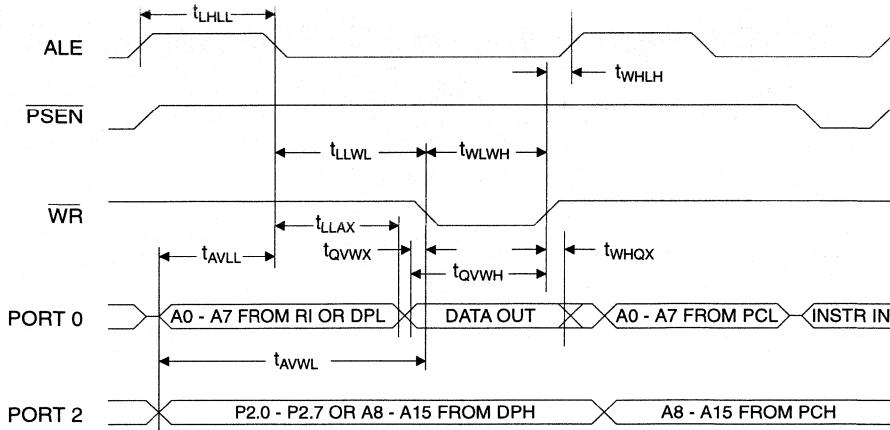 tLHLL
ALE
tWHLH
PSEN
tLLWL
tWLWH
WR
tLLAX
tAVLL
tQVWX
tWHQX
tQVWH
PORT 0
A0 - A7 FROM RI OR DPL
DATA OUT
A0 - A7 FROM PCL
INSTR IN
tAVWL
PORT 2
P2.0 - P2.7 OR A8 - A15 FROM DPH
A8 - A15 FROM PCH